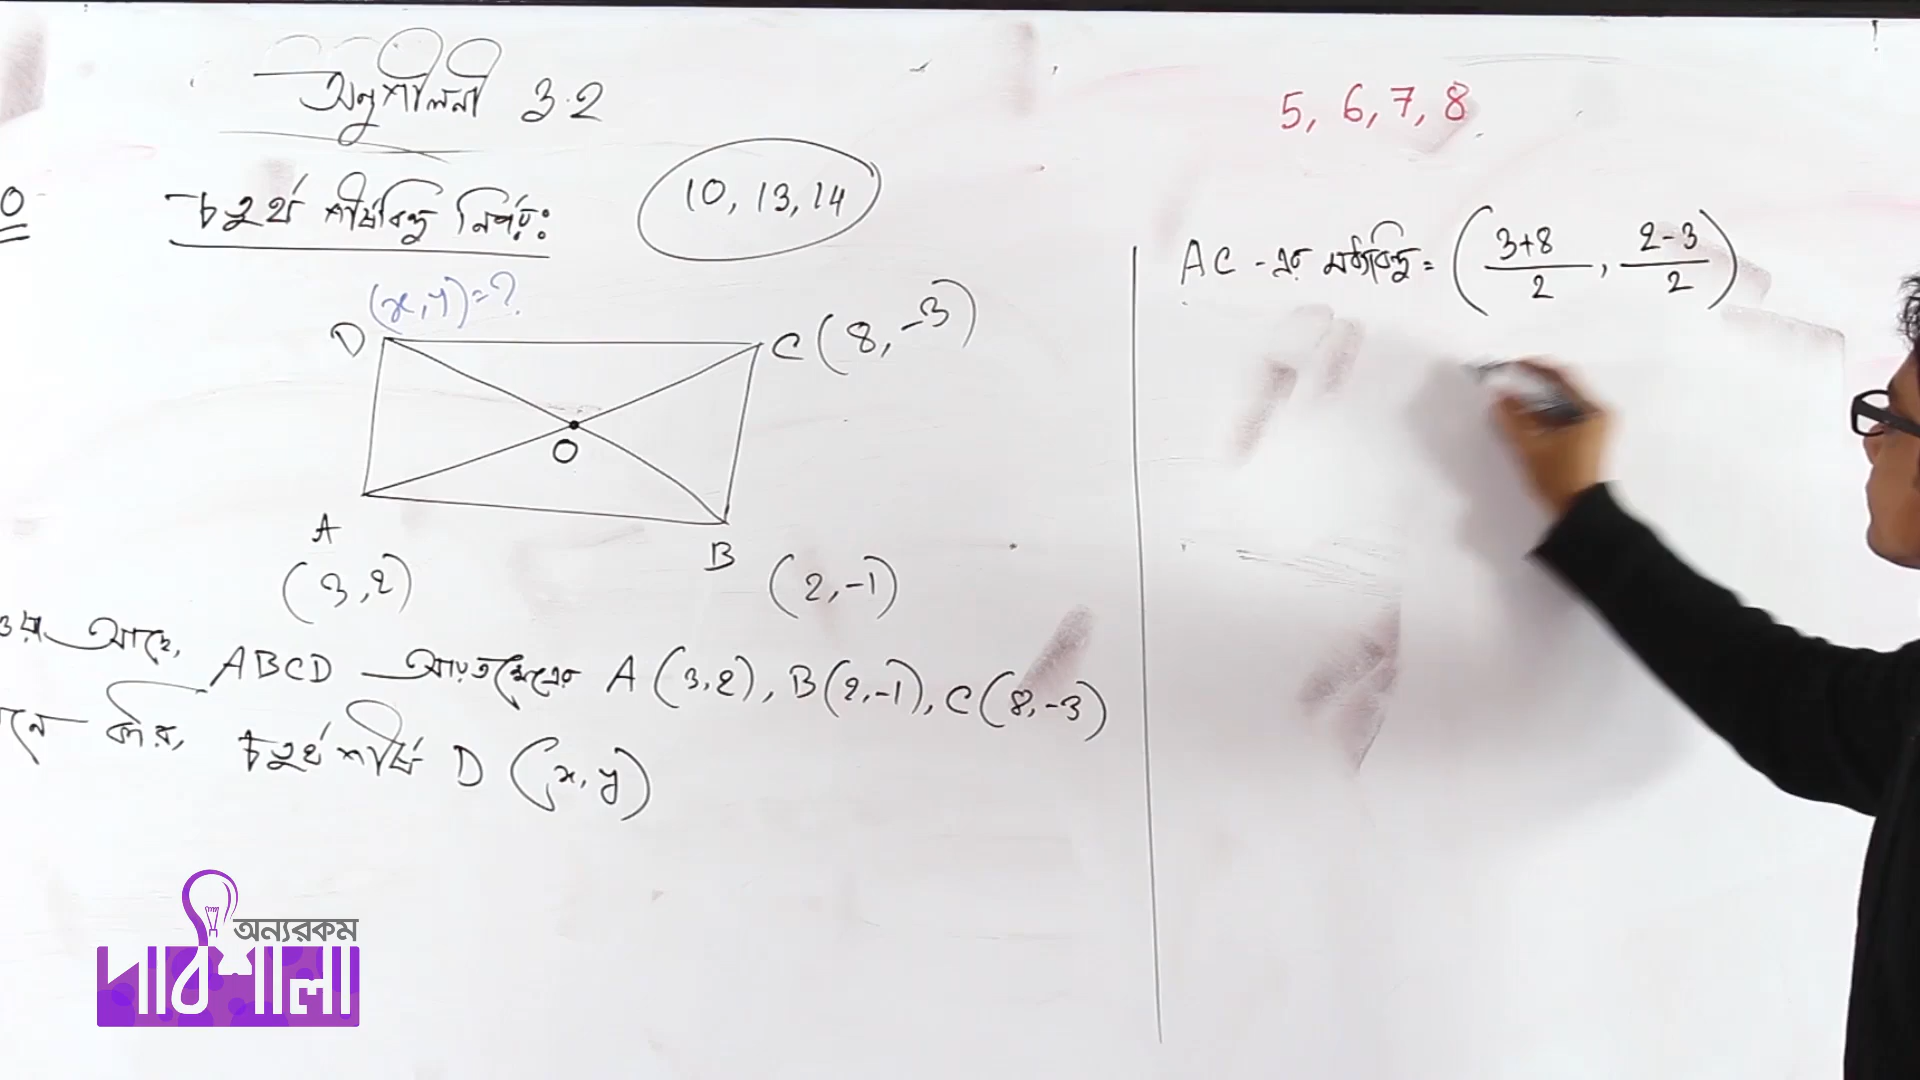 অনুশীলনী 3.2
5, 6, 7, 8
10
চতুর্থ শীর্ষবিন্দু নির্ণয়:
10, 13, 14
(x, y) = ?
D
C (8, -3)
O
A
B
(3, 2)
(2, -1)
আছে, ABCD আয়তক্ষেত্রের A (3, 2), B (2, -1), C (8, -3)
করি, চতুর্থ শীর্ষ D (x, y)
AC - এর মধ্যবিন্দু = ( 3+8 / 2 , 2-3 / 2 )
অন্যরকম
পাঠশালা